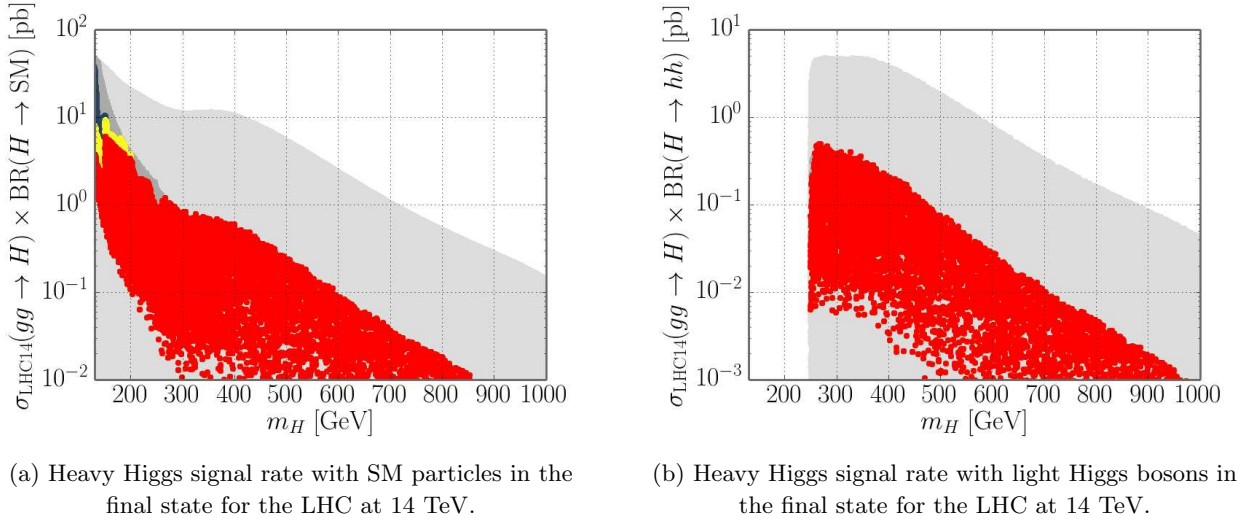 σ_LHC14(gg → H) × BR(H → SM) [pb]
10^2
10^1
10^0
10^−1
10^−2
200 300 400 500 600 700 800 900 1000
m_H [GeV]
(a) Heavy Higgs signal rate with SM particles in the
final state for the LHC at 14 TeV.
σ_LHC14(gg → H) × BR(H → hh) [pb]
10^1
10^0
10^−1
10^−2
10^−3
200 300 400 500 600 700 800 900 1000
m_H [GeV]
(b) Heavy Higgs signal rate with light Higgs bosons in
the final state for the LHC at 14 TeV.